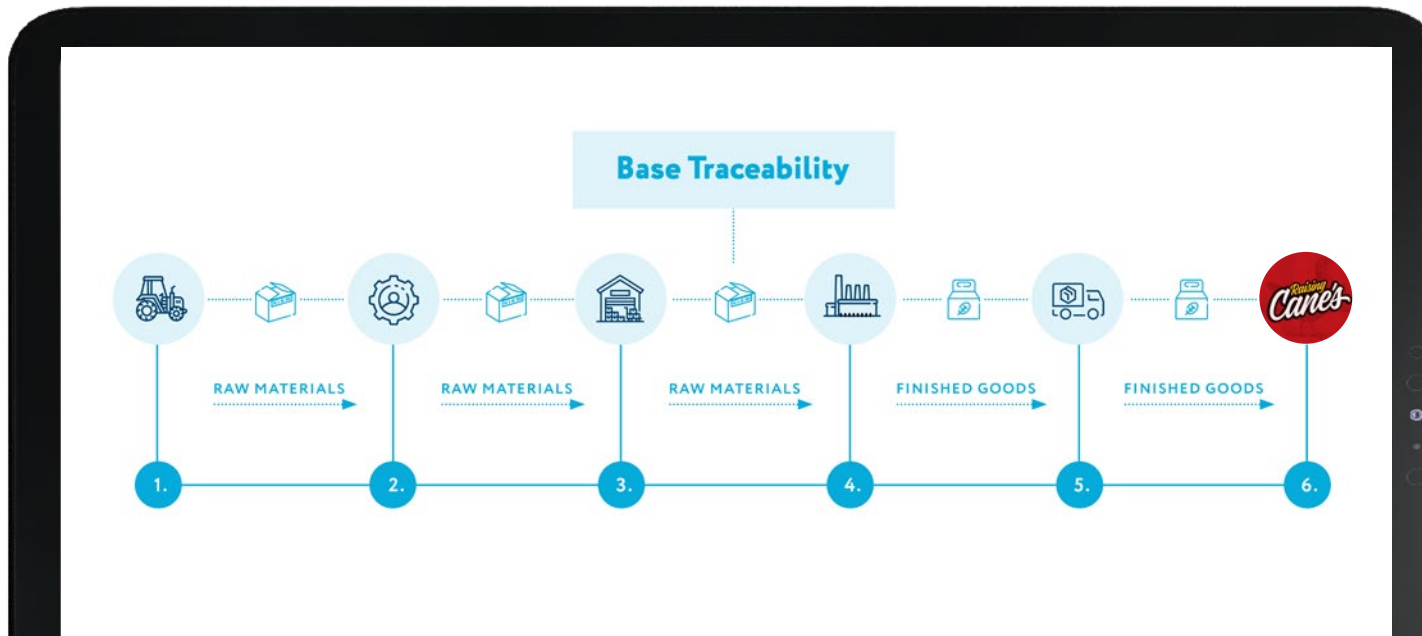 Base Traceability
Raising
Cane's
RAW MATERIALS
RAW MATERIALS
RAW MATERIALS
FINISHED GOODS
FINISHED GOODS
1.
2.
3.
4.
5.
6.